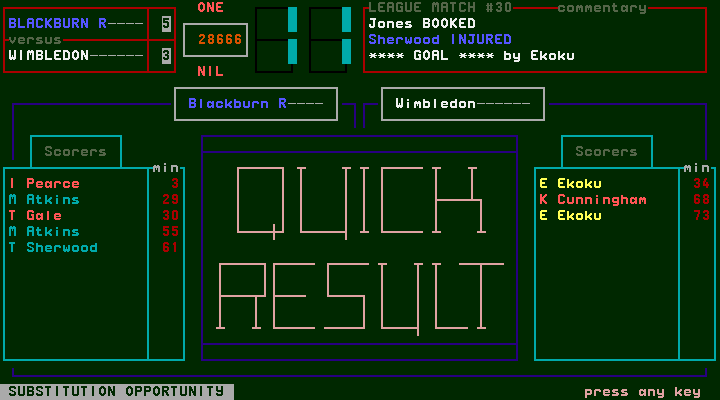 BLACKBURN R---- 5
versus
WIMBLEDON----- 3
ONE
28666
NIL
11
LEAGUE MATCH #30 commentary
Jones BOOKED
Sherwood INJURED
**** GOAL **** by Ekoku
Blackburn R----
Wimbledon------
Scorers
min
I Pearce 3
M Atkins 29
T Gale 30
M Atkins 55
T Sherwood 61
QUICK
RESULT
Scorers
min
E Ekoku 34
K Cunningham 68
E Ekoku 73
SUBSTITUTION OPPORTUNITY
press any key